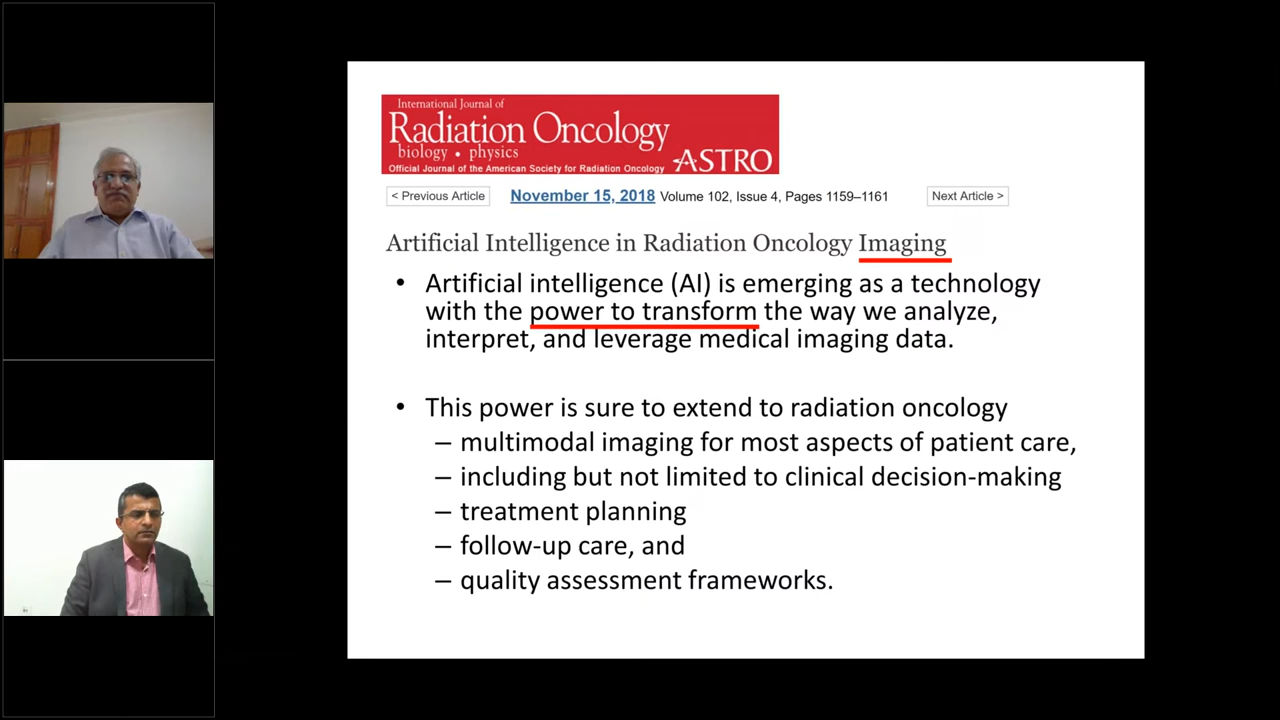 International Journal of
Radiation Oncology
biology • physics
Official Journal of the American Society for Radiation Oncology
ASTRO
< Previous Article
November 15, 2018 Volume 102, Issue 4, Pages 1159–1161
Next Article >
Artificial Intelligence in Radiation Oncology Imaging
• Artificial intelligence (AI) is emerging as a technology
with the power to transform the way we analyze,
interpret, and leverage medical imaging data.
• This power is sure to extend to radiation oncology
– multimodal imaging for most aspects of patient care,
– including but not limited to clinical decision-making
– treatment planning
– follow-up care, and
– quality assessment frameworks.